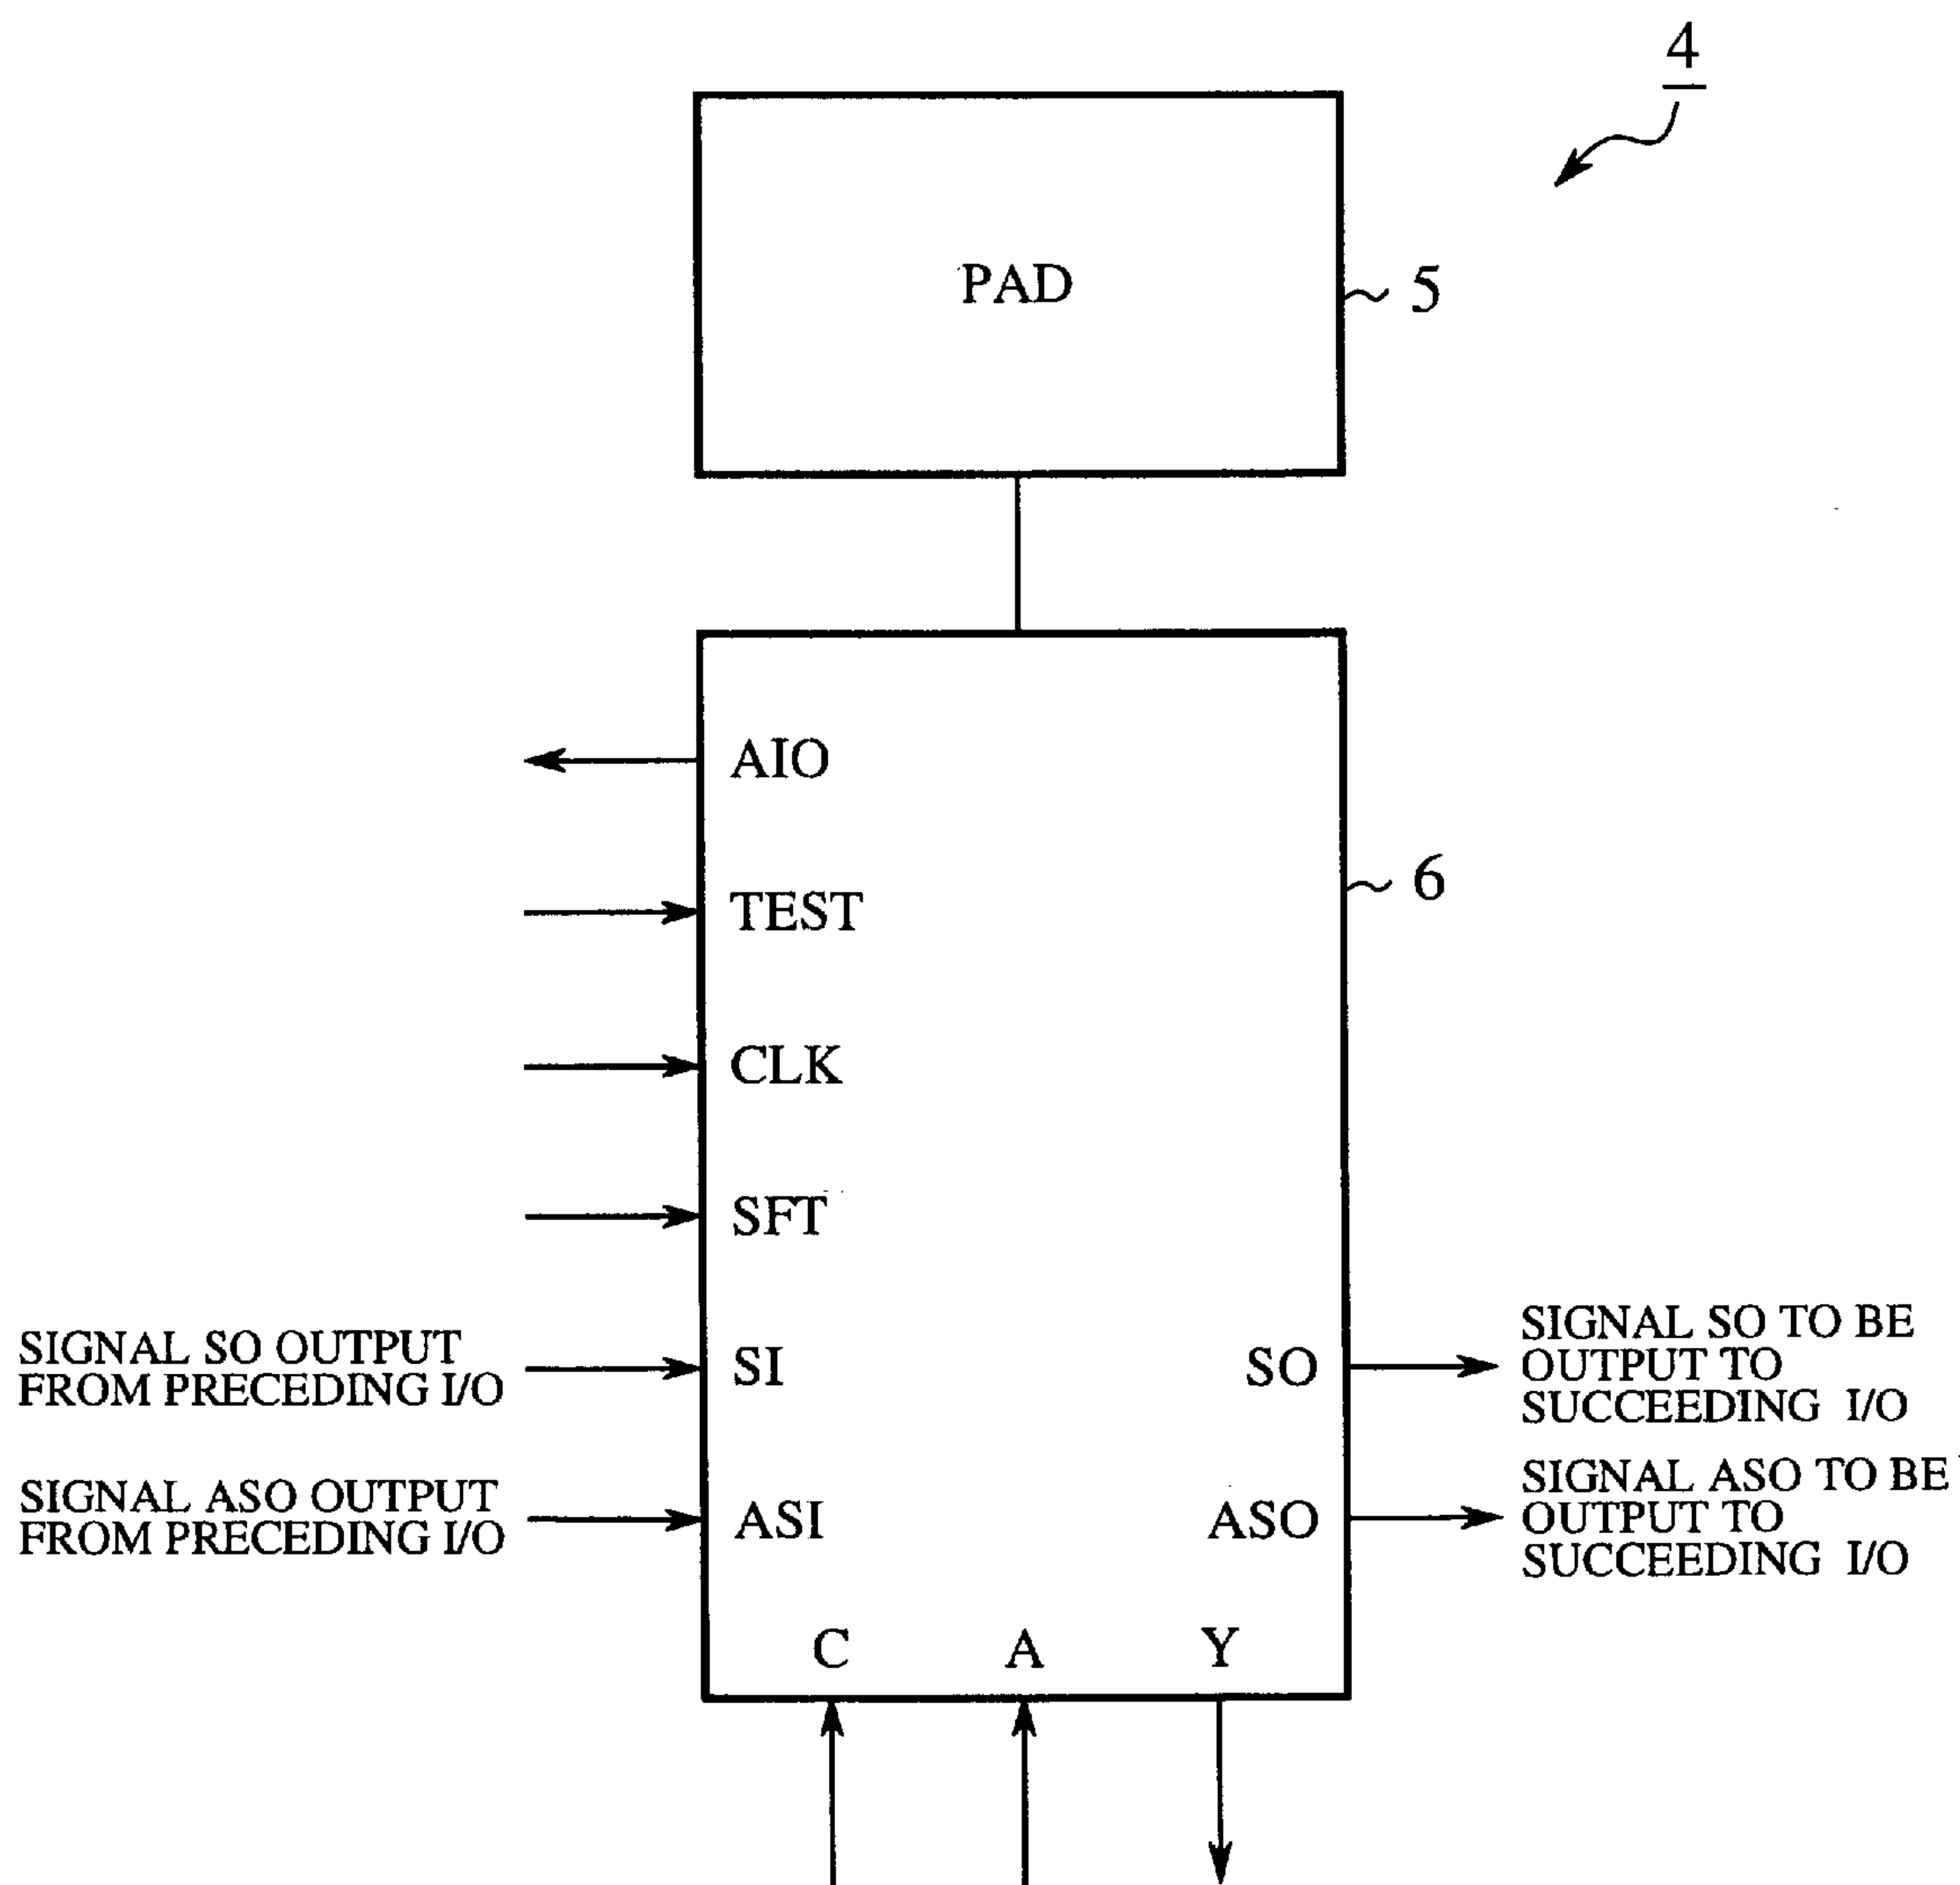 4
PAD
5
AIO
TEST
6
CLK
SFT
SIGNAL SO OUTPUT
FROM PRECEDING I/O
SI
SO
SIGNAL SO TO BE
OUTPUT TO
SUCCEEDING I/O
SIGNAL ASO OUTPUT
FROM PRECEDING I/O
ASI
ASO
SIGNAL ASO TO BE
OUTPUT TO
SUCCEEDING I/O
C
A
Y